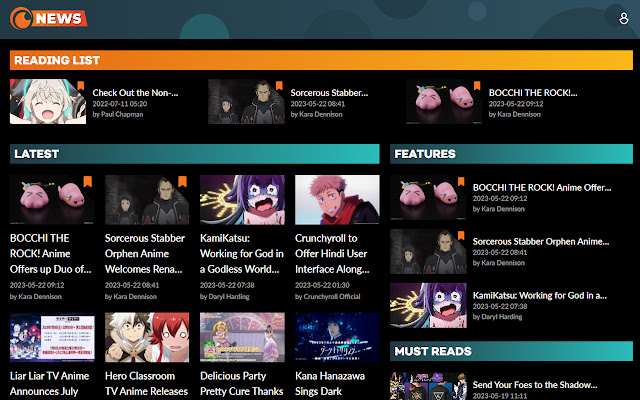 NEWS
READING LIST
Check Out the Non-...
2022-07-11 05:20
by Paul Chapman
Sorcerous Stabber...
2023-05-22 08:41
by Kara Dennison
BOCCHI THE ROCK!...
2023-05-22 09:12
by Kara Dennison
LATEST
BOCCHI THE
ROCK! Anime
Offers up Duo of...
2023-05-22 09:12
by Kara Dennison
Sorcerous Stabber
Orphen Anime
Welcomes Rena...
2023-05-22 08:41
by Kara Dennison
KamiKatsu:
Working for God in
a Godless World...
2023-05-22 07:38
by Daryl Harding
Crunchyroll to
Offer Hindi User
Interface Along...
2023-05-22 01:30
by Crunchyroll Official
Liar Liar TV Anime
Announces July
Hero Classroom
TV Anime Releases
Delicious Party
Pretty Cure Thanks
Kana Hanazawa
Sings Dark
FEATURES
BOCCHI THE ROCK! Anime Offer...
2023-05-22 09:12
by Kara Dennison
Sorcerous Stabber Orphen Anime...
2023-05-22 08:41
by Kara Dennison
KamiKatsu: Working for God in a...
2023-05-22 07:38
by Daryl Harding
MUST READS
Send Your Foes to the Shadow...
2023-05-19 11:11